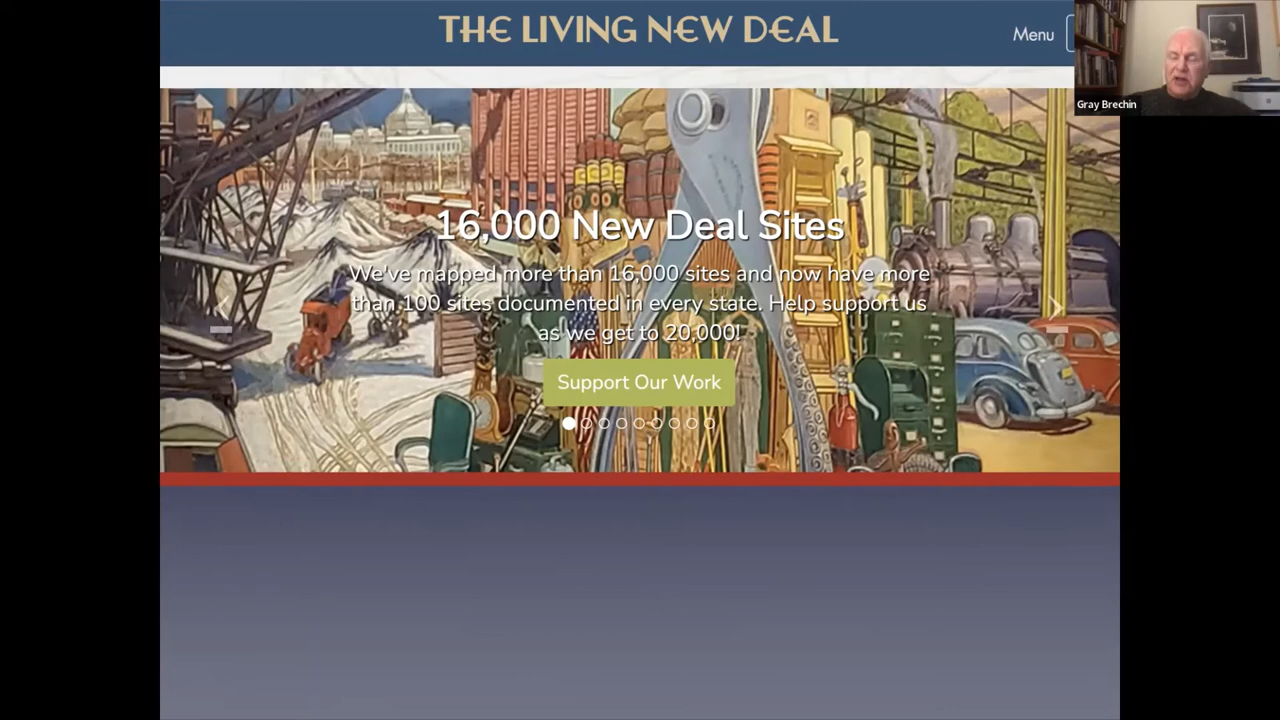 THE LIVING NEW DEAL
Menu
Gray Brechin
16,000 New Deal Sites
We've mapped more than 16,000 sites and now have more
than 100 sites documented in every state. Help support us
as we get to 20,000!
Support Our Work